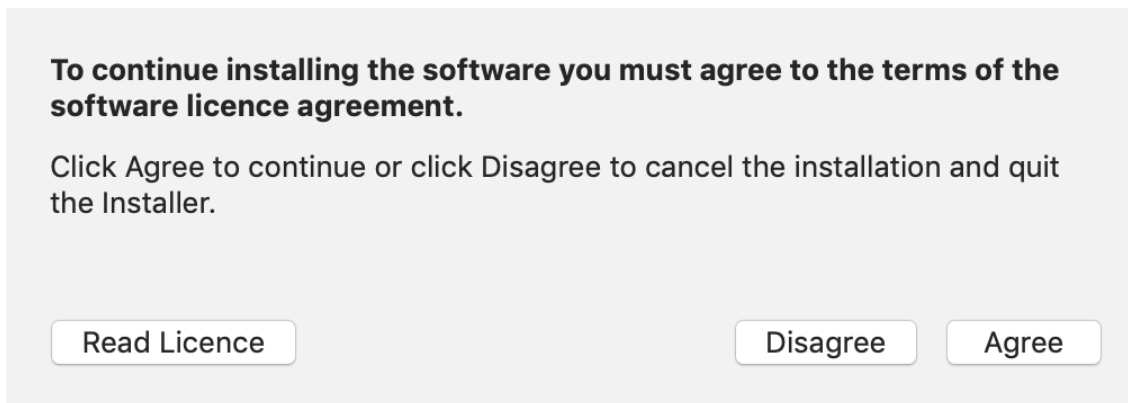 To continue installing the software you must agree to the terms of the
software licence agreement.
Click Agree to continue or click Disagree to cancel the installation and quit
the Installer.
Read Licence
Disagree
Agree